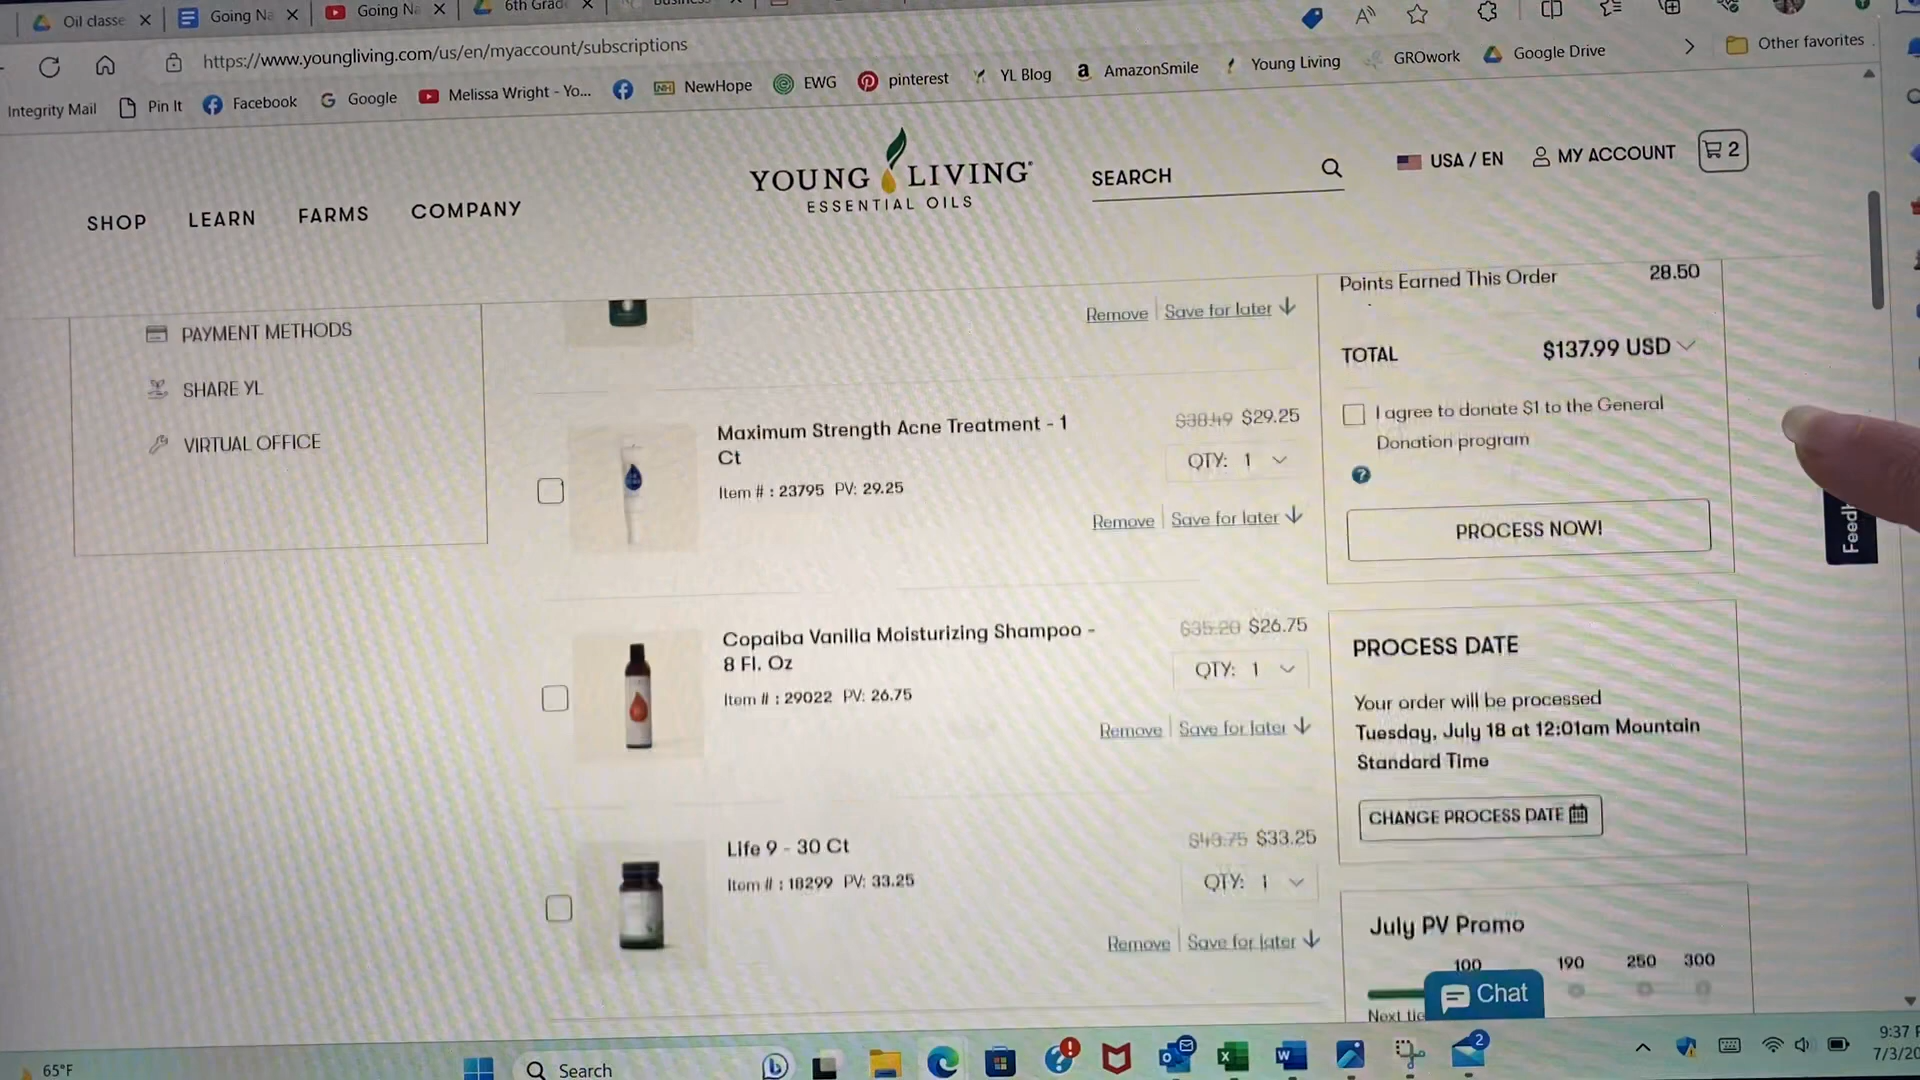 Oil classe
Going Na
Going Na
6th Grad
https://www.youngliving.com/us/en/myaccount/subscriptions
Integrity Mail
Pin It
Facebook
Google
Melissa Wright - Yo...
NewHope
EWG
pinterest
YL Blog
AmazonSmile
Young Living
GROwork
Google Drive
Other favorites
SHOP
LEARN
FARMS
COMPANY
YOUNG LIVING
ESSENTIAL OILS
SEARCH
USA / EN
MY ACCOUNT
2
PAYMENT METHODS
SHARE YL
VIRTUAL OFFICE
Remove
Save for later
Maximum Strength Acne Treatment - 1
Ct
Item # : 23795 PV: 29.25
$38.49 $29.25
QTY: 1
Remove
Save for later
Copaiba Vanilla Moisturizing Shampoo -
8 Fl. Oz
Item # : 29022 PV: 26.75
$35.20 $26.75
QTY: 1
Remove
Save for later
Life 9 - 30 Ct
Item # : 18299 PV: 33.25
$43.75 $33.25
QTY: 1
Remove
Save for later
Points Earned This Order 28.50
TOTAL $137.99 USD
I agree to donate $1 to the General
Donation program
?
PROCESS NOW!
PROCESS DATE
Your order will be processed
Tuesday, July 18 at 12:01am Mountain
Standard Time
CHANGE PROCESS DATE
July PV Promo
100 190 250 300
Chat
65°F
Search
2
9:37